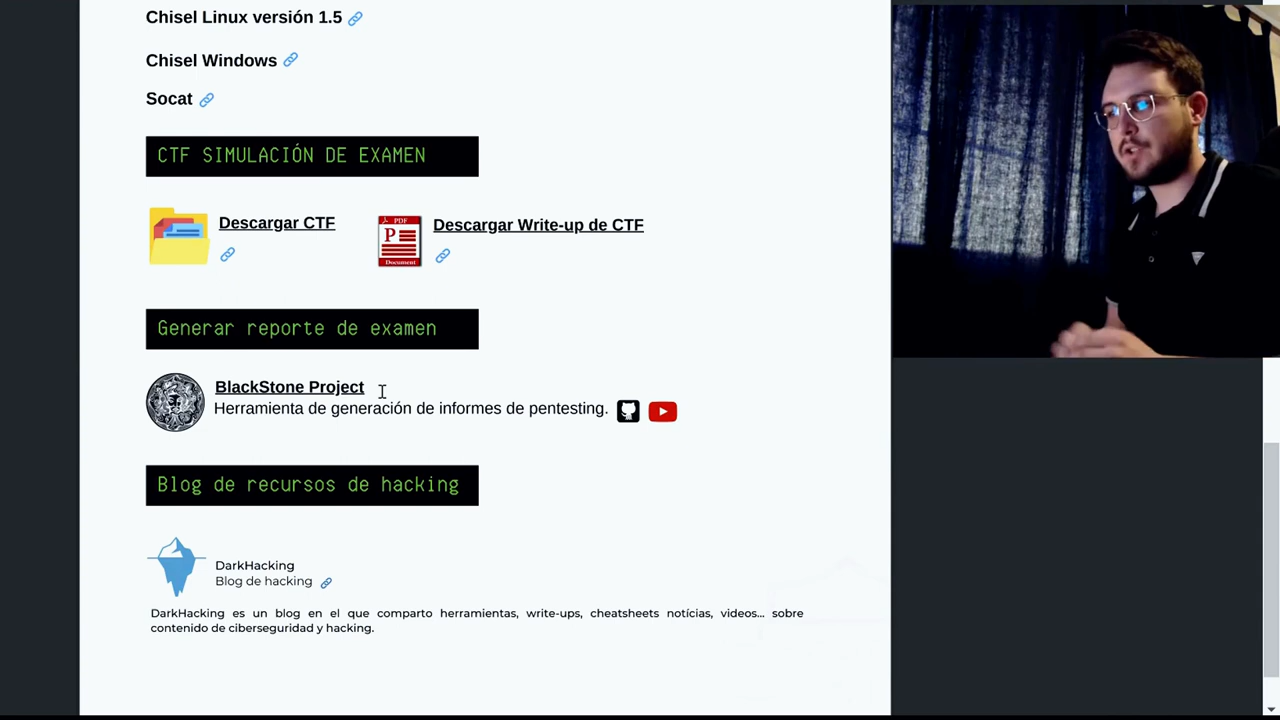 Chisel Linux versión 1.5
Chisel Windows
Socat
CTF SIMULACIÓN DE EXAMEN
Descargar CTF
PDF
Document
Descargar Write-up de CTF
Generar reporte de examen
BlackStone Project
Herramienta de generación de informes de pentesting.
Blog de recursos de hacking
DarkHacking
Blog de hacking
DarkHacking es un blog en el que comparto herramientas, write-ups, cheatsheets notícias, videos... sobre
contenido de ciberseguridad y hacking.